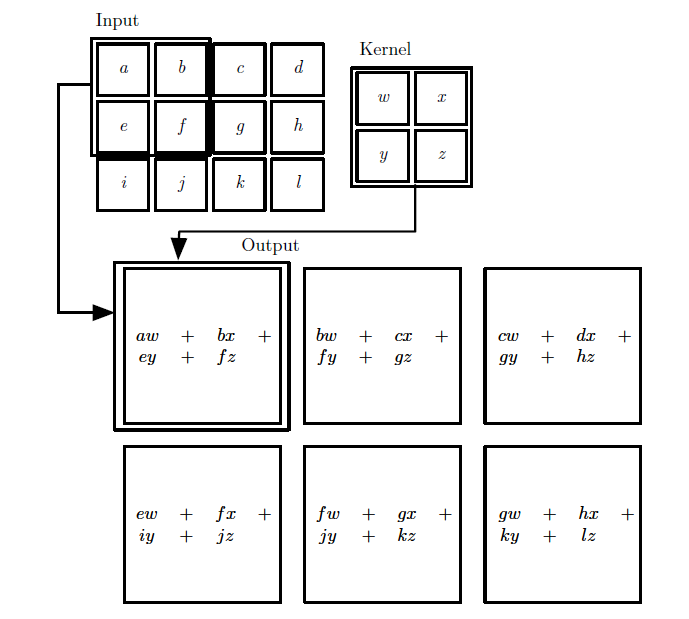 Input
a b c d
Kernel
w x
e f g h
y z
i j k l
Output
aw + bx +
ey + fz
bw + cx +
fy + gz
cw + dx +
gy + hz
ew + fx +
iy + jz
fw + gx +
jy + kz
gw + hx +
ky + lz